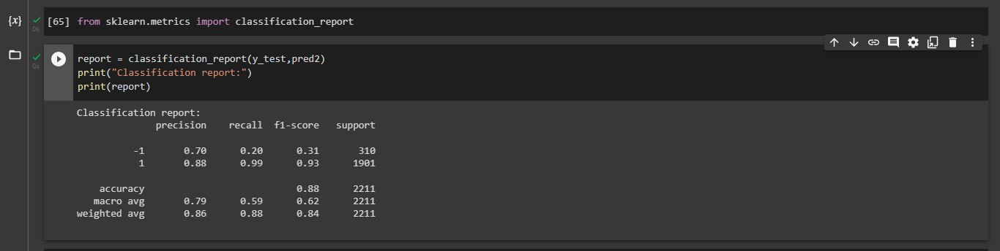 {x}
[65] from sklearn.metrics import classification_report
0s
report = classification_report(y_test,pred2)
0s
print("Classification report:")
print(report)
Classification report:
precision recall f1-score support
-1 0.70 0.20 0.31 310
1 0.88 0.99 0.93 1901
accuracy 0.88 2211
macro avg 0.79 0.59 0.62 2211
weighted avg 0.86 0.88 0.84 2211